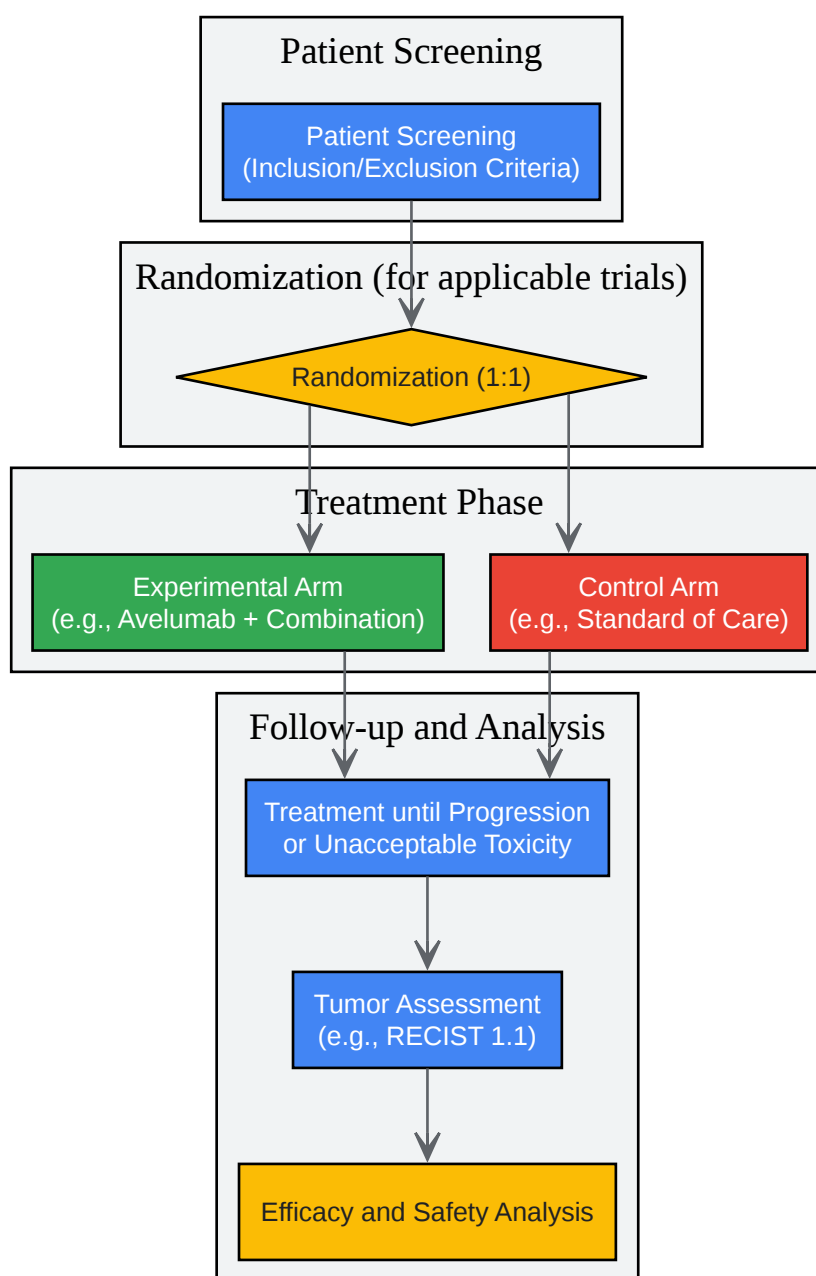 Patient Screening
Patient Screening
(Inclusion/Exclusion Criteria)
Randomization (for applicable trials)
Randomization (1:1)
Treatment Phase
Experimental Arm
(e.g., Avelumab + Combination)
Control Arm
(e.g., Standard of Care)
Follow-up and Analysis
Treatment until Progression
or Unacceptable Toxicity
Tumor Assessment
(e.g., RECIST 1.1)
Efficacy and Safety Analysis